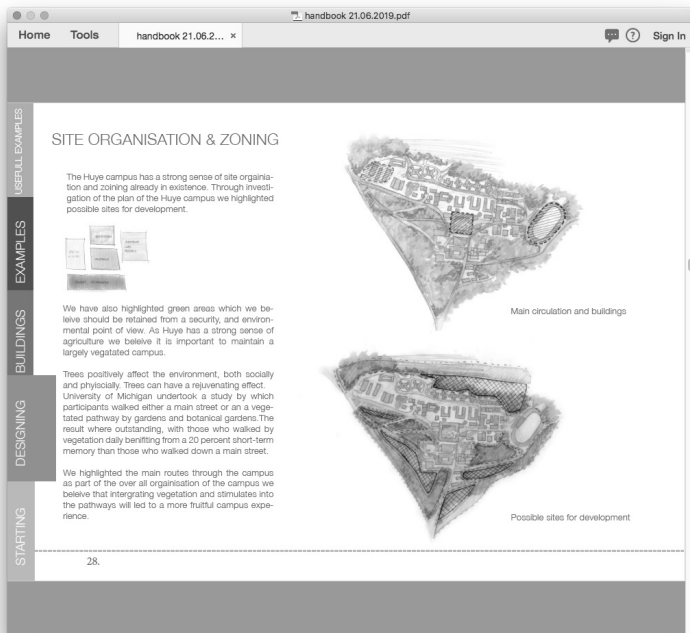 handbook 21.06.2019.pdf
Home Tools handbook 21.06.2... × ? Sign In
USEFULL EXAMPLES
EXAMPLES
BUILDINGS
DESIGNING
STARTING
SITE ORGANISATION & ZONING
The Huye campus has a strong sense of site orgainia-
tion and zoining already in existence. Through investi-
gation of the plan of the Huye campus we highlighted
possible sites for development.
We have also highlighted green areas which we be-
leive should be retained from a security, and environ-
mental point of view. As Huye has a strong sense of
agriculture we beleive it is important to maintain a
largely vegatated campus.
Trees positively affect the environment, both socially
and phyiscially. Trees can have a rejuvenating effect.
University of Michigan undertook a study by which
participants walked either a main street or an a vege-
tated pathway by gardens and botanical gardens.The
result where outstanding, with those who walked by
vegetation daily benifiting from a 20 percent short-term
memory than those who walked down a main street.
We highlighted the main routes through the campus
as part of the over all orgainisation of the campus we
beleive that intergrating vegetation and stimulates into
the pathways will led to a more fruitful campus expe-
rience.
Main circulation and buildings
Possible sites for development
28.